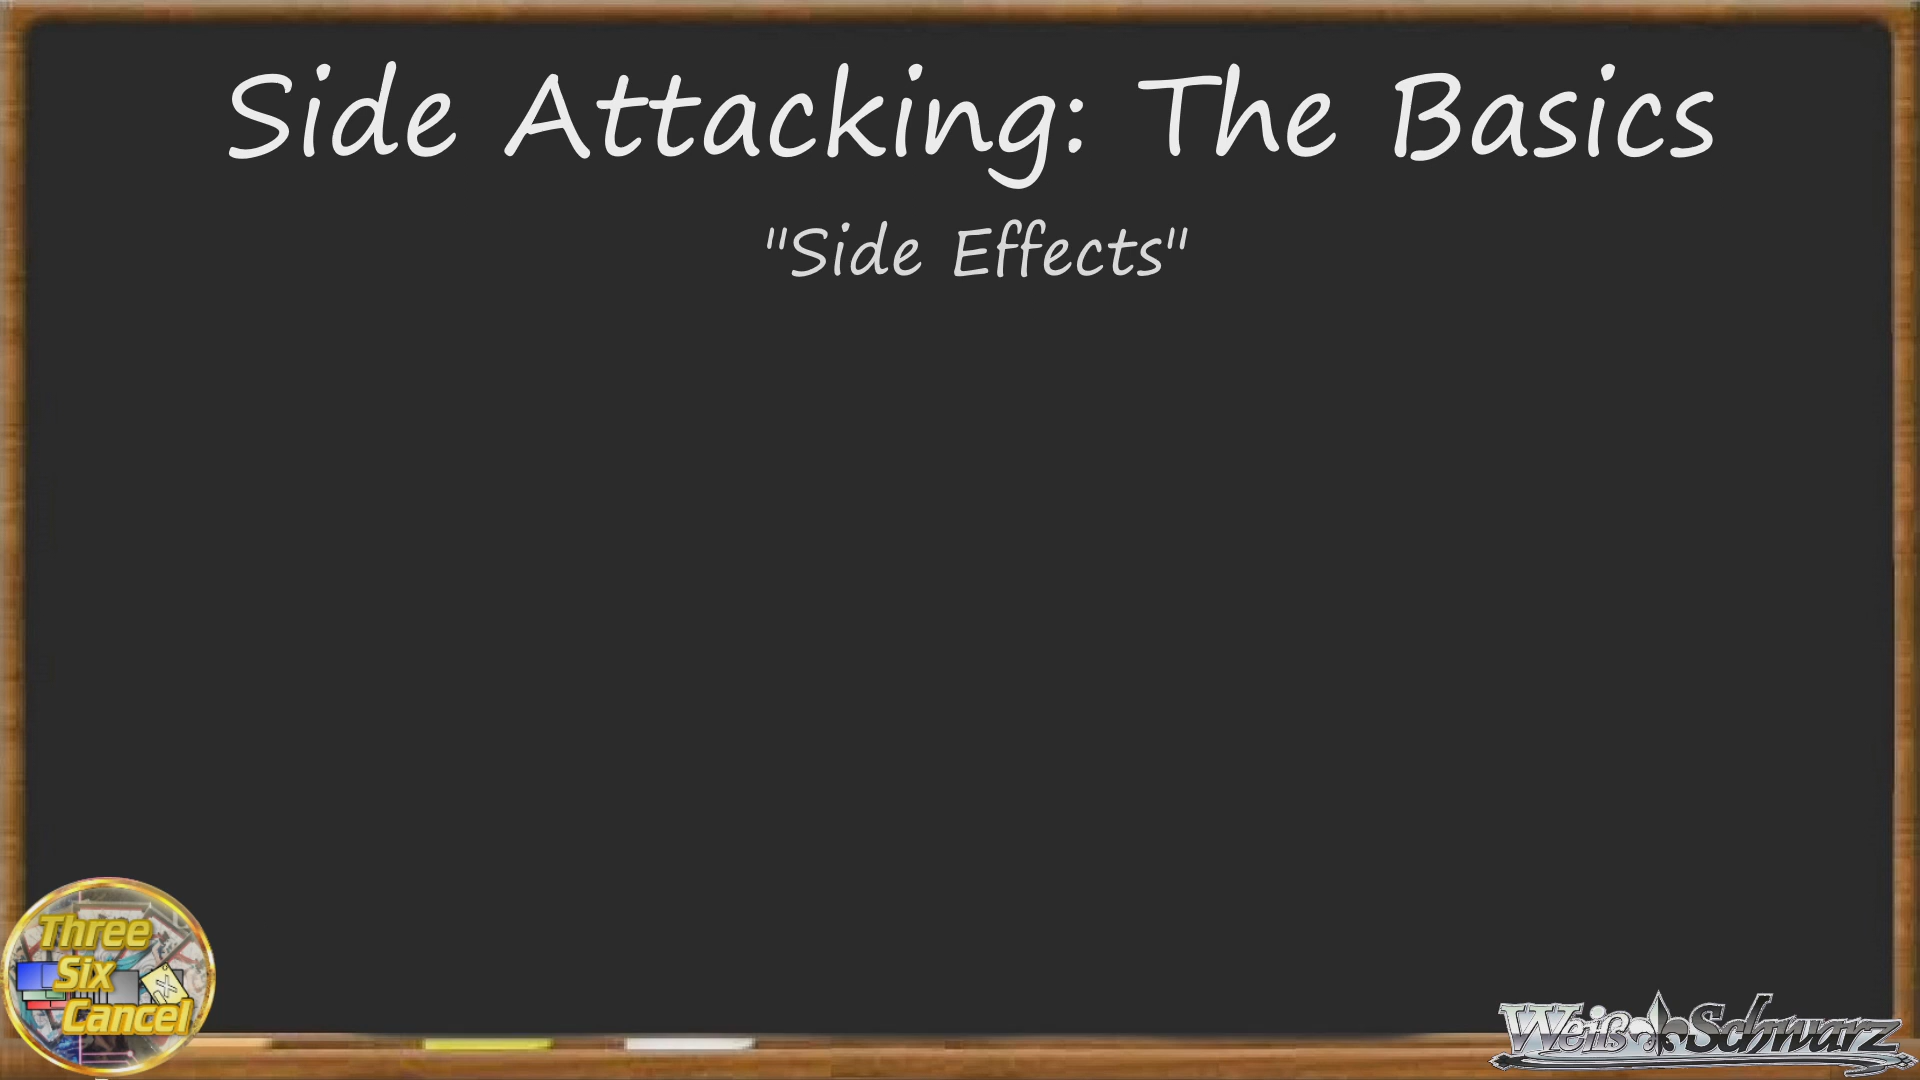 Side Attacking: The Basics
"Side Effects"
Three
Six
Cancel
Weiß Schwarz